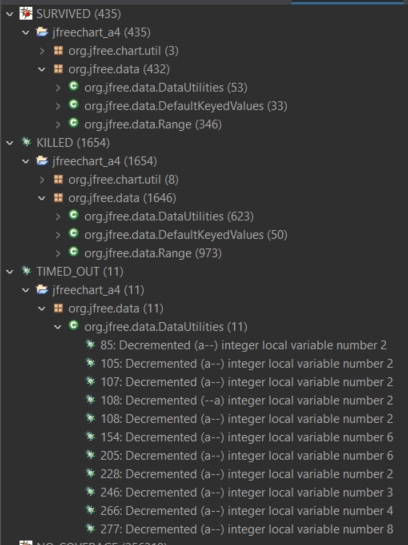 SURVIVED (435)
jfreechart_a4 (435)
org.jfree.chart.util (3)
org.jfree.data (432)
org.jfree.data.DataUtilities (53)
org.jfree.data.DefaultKeyedValues (33)
org.jfree.data.Range (346)
KILLED (1654)
jfreechart_a4 (1654)
org.jfree.chart.util (8)
org.jfree.data (1646)
org.jfree.data.DataUtilities (623)
org.jfree.data.DefaultKeyedValues (50)
org.jfree.data.Range (973)
TIMED_OUT (11)
jfreechart_a4 (11)
org.jfree.data (11)
org.jfree.data.DataUtilities (11)
85: Decremented (a--) integer local variable number 2
105: Decremented (a--) integer local variable number 2
107: Decremented (a--) integer local variable number 2
108: Decremented (--a) integer local variable number 2
108: Decremented (a--) integer local variable number 2
154: Decremented (a--) integer local variable number 6
205: Decremented (a--) integer local variable number 6
228: Decremented (a--) integer local variable number 2
246: Decremented (a--) integer local variable number 3
266: Decremented (a--) integer local variable number 4
277: Decremented (a--) integer local variable number 8